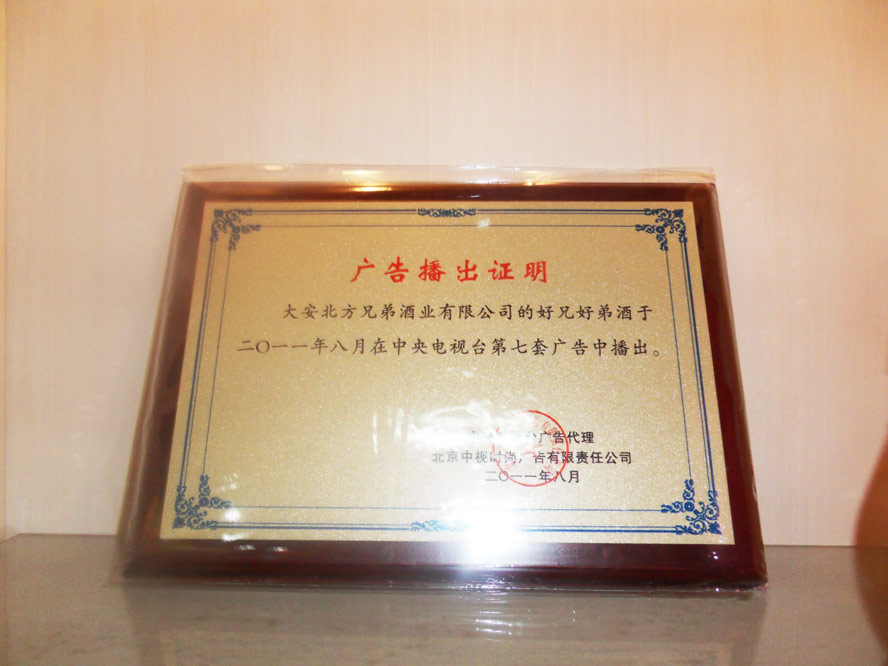 广告播出证明
大安北方兄弟酒业有限公司的好兄好弟酒于
二〇一一年八月在中央电视台第七套广告中播出。
广告代理
北京中视时尚广告有限责任公司
二〇一一年八月